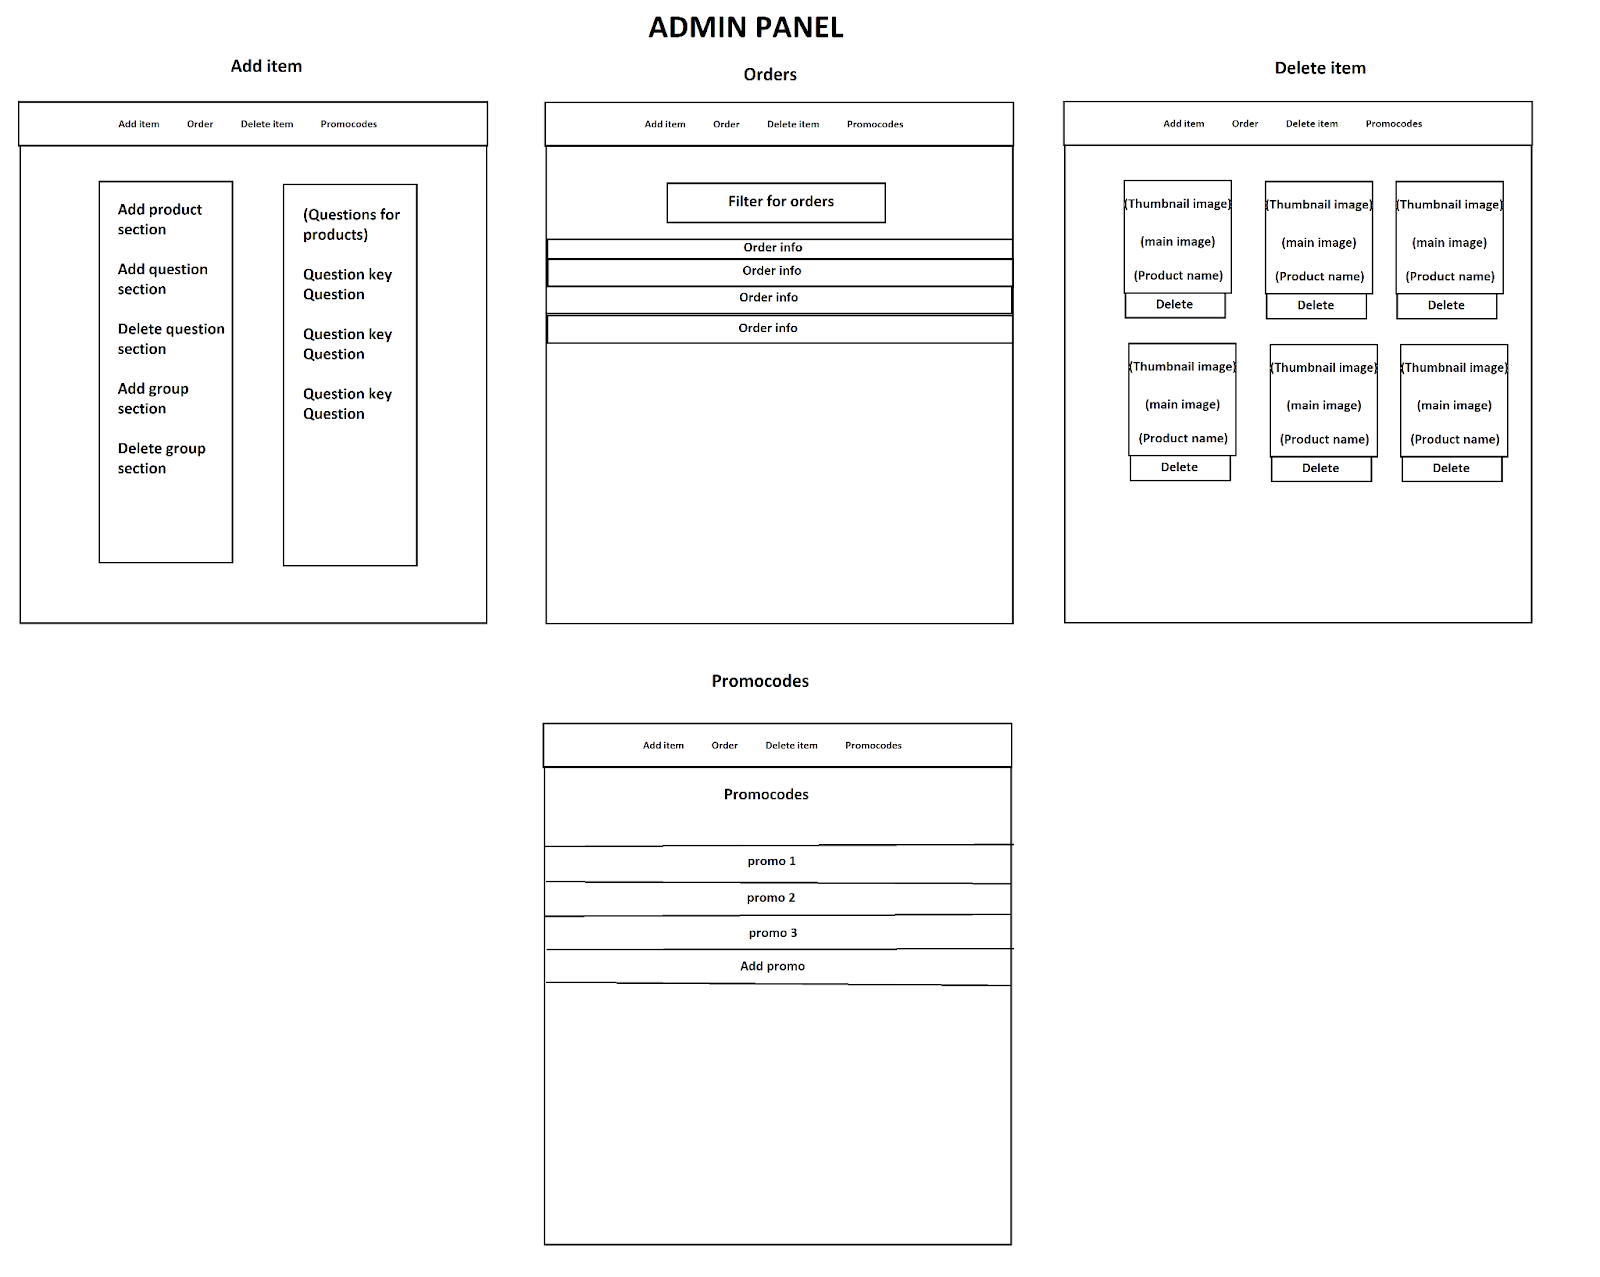 ADMIN PANEL
Add item
Add item Order Delete item Promocodes
Add product
section
Add question
section
Delete question
section
Add group
section
Delete group
section
(Questions for
products)
Question key
Question
Question key
Question
Question key
Question
Orders
Add item Order Delete item Promocodes
Filter for orders
Order info
Order info
Order info
Order info
Delete item
Add item Order Delete item Promocodes
(Thumbnail image) (Thumbnail image) (Thumbnail image)
(main image) (main image) (main image)
(Product name) (Product name) (Product name)
Delete Delete Delete
(Thumbnail image) (Thumbnail image) (Thumbnail image)
(main image) (main image) (main image)
(Product name) (Product name) (Product name)
Delete Delete Delete
Promocodes
Add item Order Delete item Promocodes
Promocodes
promo 1
promo 2
promo 3
Add promo